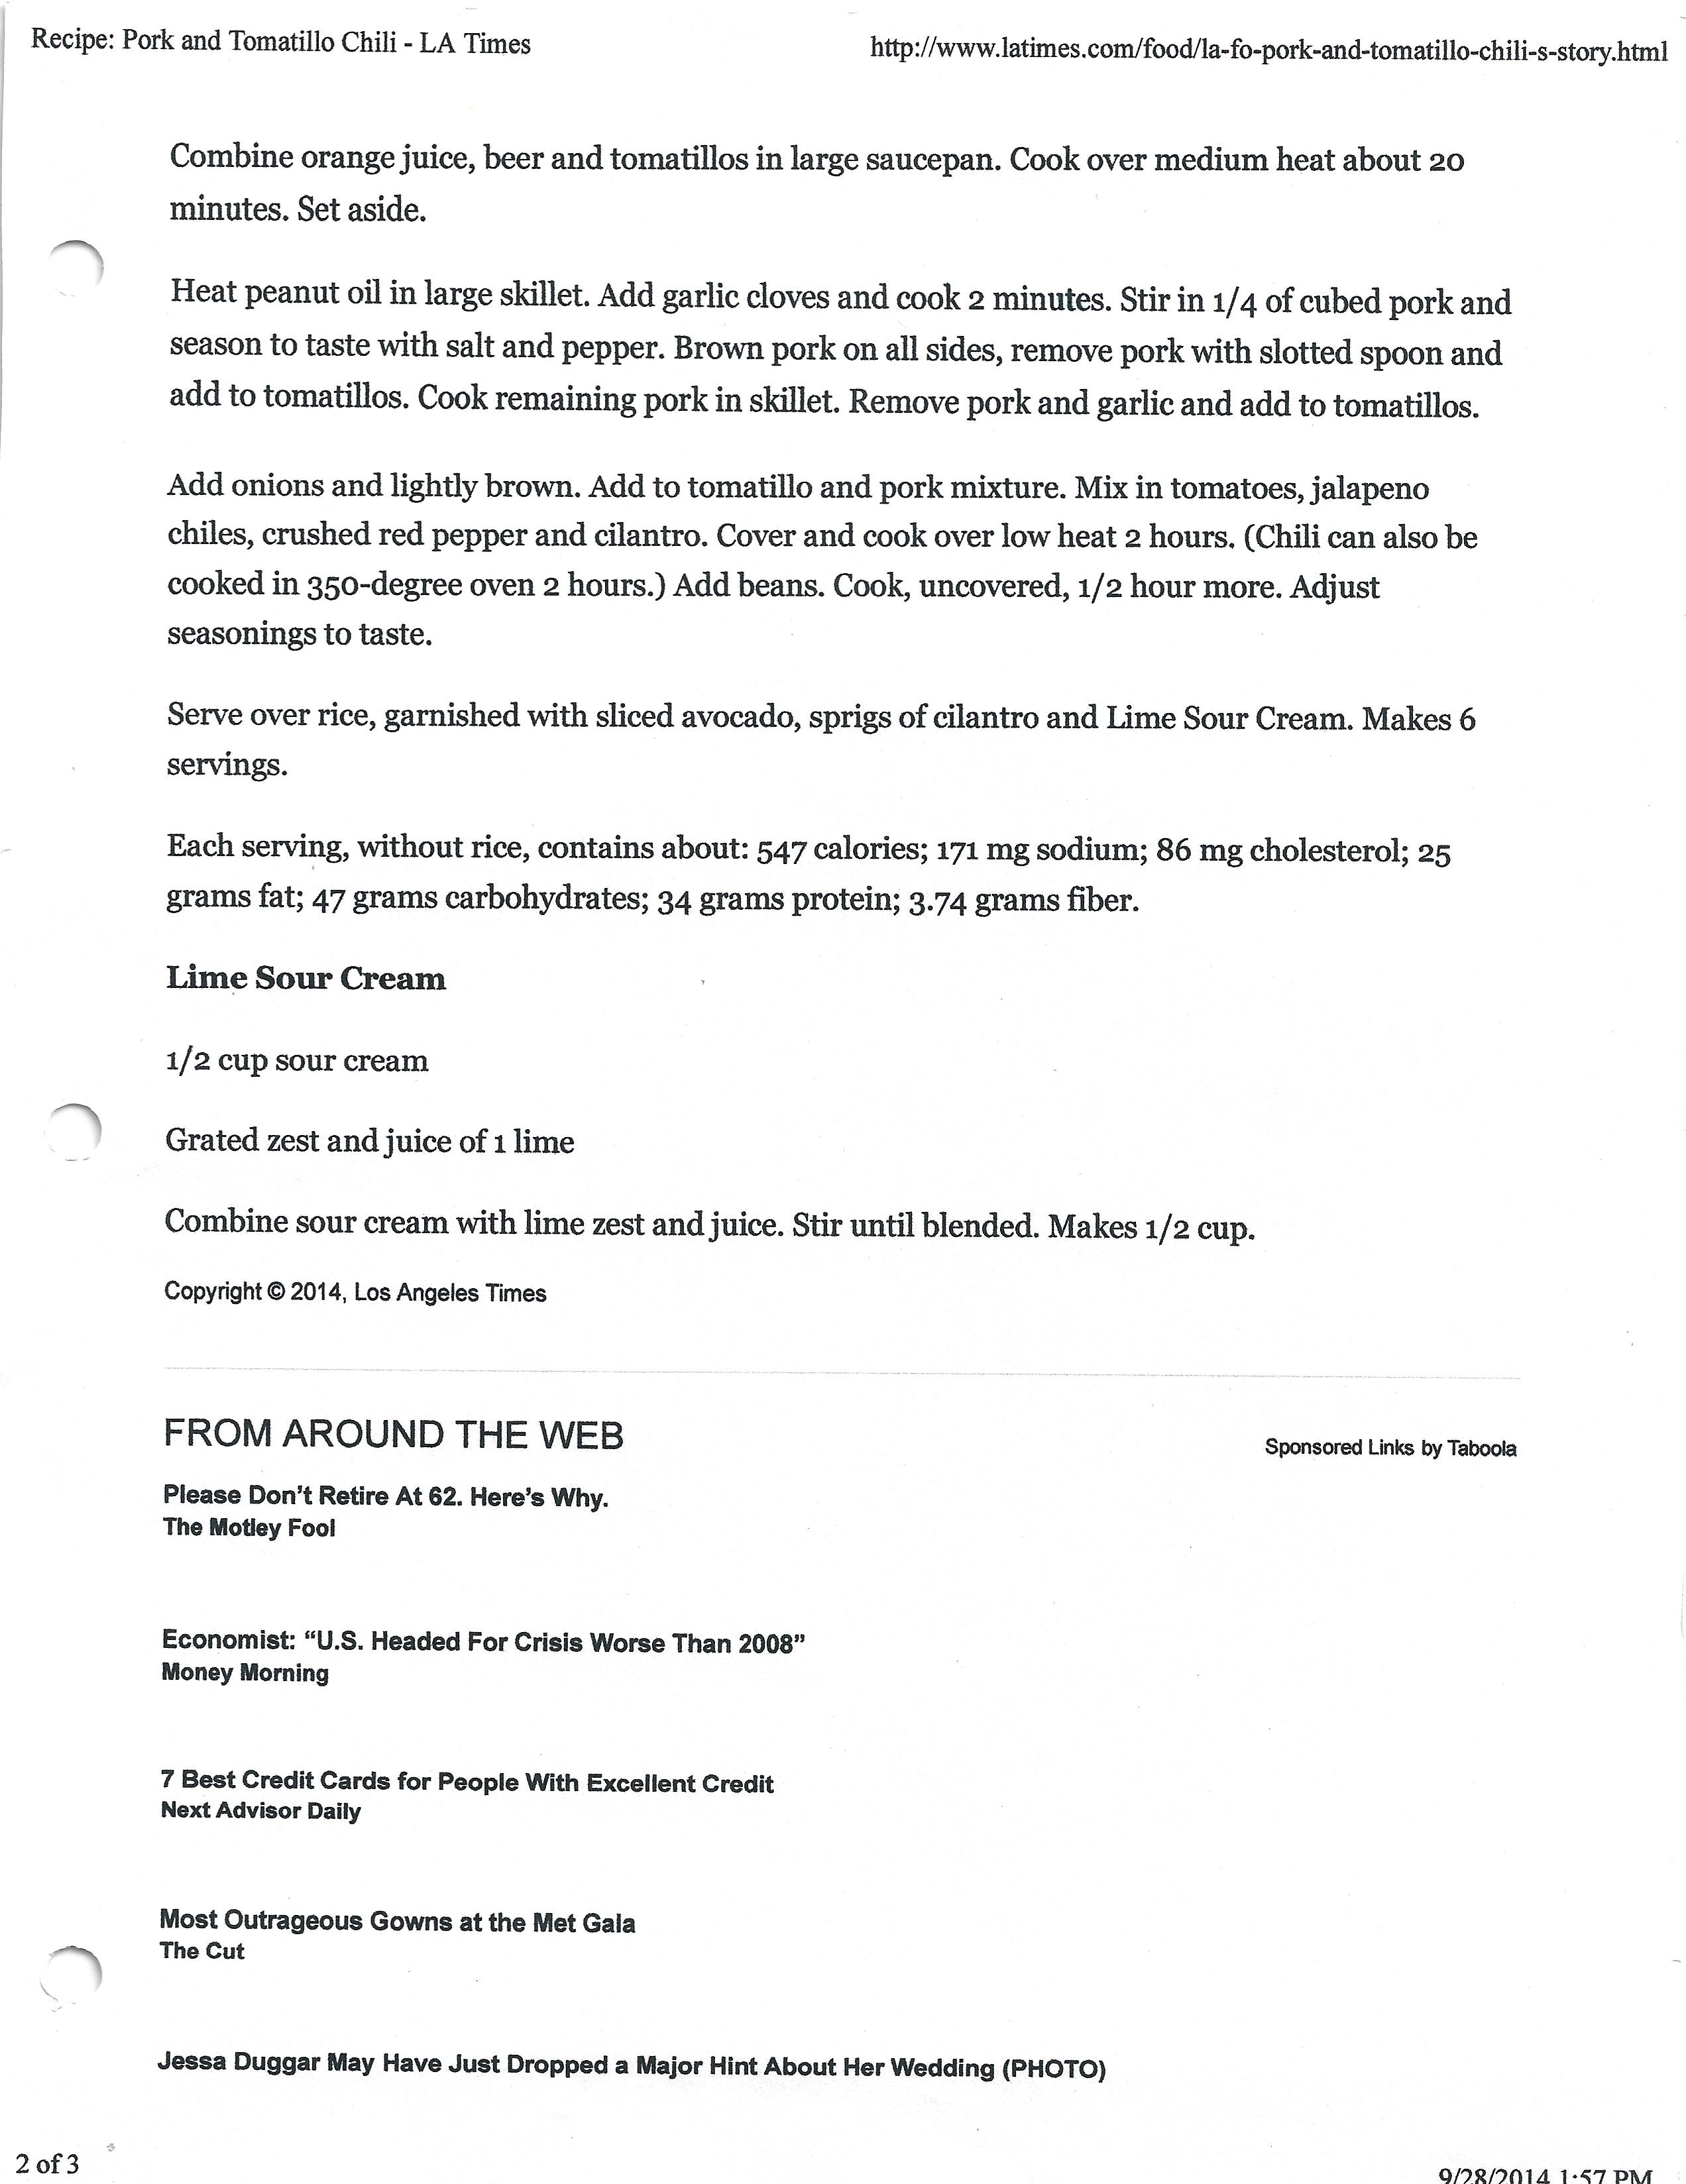 Recipe: Pork and Tomatillo Chili - LA Times
http://www.latimes.com/food/la-fo-pork-and-tomatillo-chili-s-story.html
Combine orange juice, beer and tomatillos in large saucepan. Cook over medium heat about 20
minutes. Set aside.
Heat peanut oil in large skillet. Add garlic cloves and cook 2 minutes. Stir in 1/4 of cubed pork and
season to taste with salt and pepper. Brown pork on all sides, remove pork with slotted spoon and
add to tomatillos. Cook remaining pork in skillet. Remove pork and garlic and add to tomatillos.
Add onions and lightly brown. Add to tomatillo and pork mixture. Mix in tomatoes, jalapeno
chiles, crushed red pepper and cilantro. Cover and cook over low heat 2 hours. (Chili can also be
cooked in 350-degree oven 2 hours.) Add beans. Cook, uncovered, 1/2 hour more. Adjust
seasonings to taste.
Serve over rice, garnished with sliced avocado, sprigs of cilantro and Lime Sour Cream. Makes 6
servings.
Each serving, without rice, contains about: 547 calories; 171 mg sodium; 86 mg cholesterol; 25
grams fat; 47 grams carbohydrates; 34 grams protein; 3.74 grams fiber.
Lime Sour Cream
1/2 cup sour cream
Grated zest and juice of 1 lime
Combine sour cream with lime zest and juice. Stir until blended. Makes 1/2 cup.
Copyright © 2014, Los Angeles Times
FROM AROUND THE WEB
Sponsored Links by Taboola
Please Don't Retire At 62. Here's Why.
The Motley Fool
Economist: “U.S. Headed For Crisis Worse Than 2008”
Money Morning
7 Best Credit Cards for People With Excellent Credit
Next Advisor Daily
Most Outrageous Gowns at the Met Gala
The Cut
Jessa Duggar May Have Just Dropped a Major Hint About Her Wedding (PHOTO)
2 of 3
9/28/2014 1:57 PM